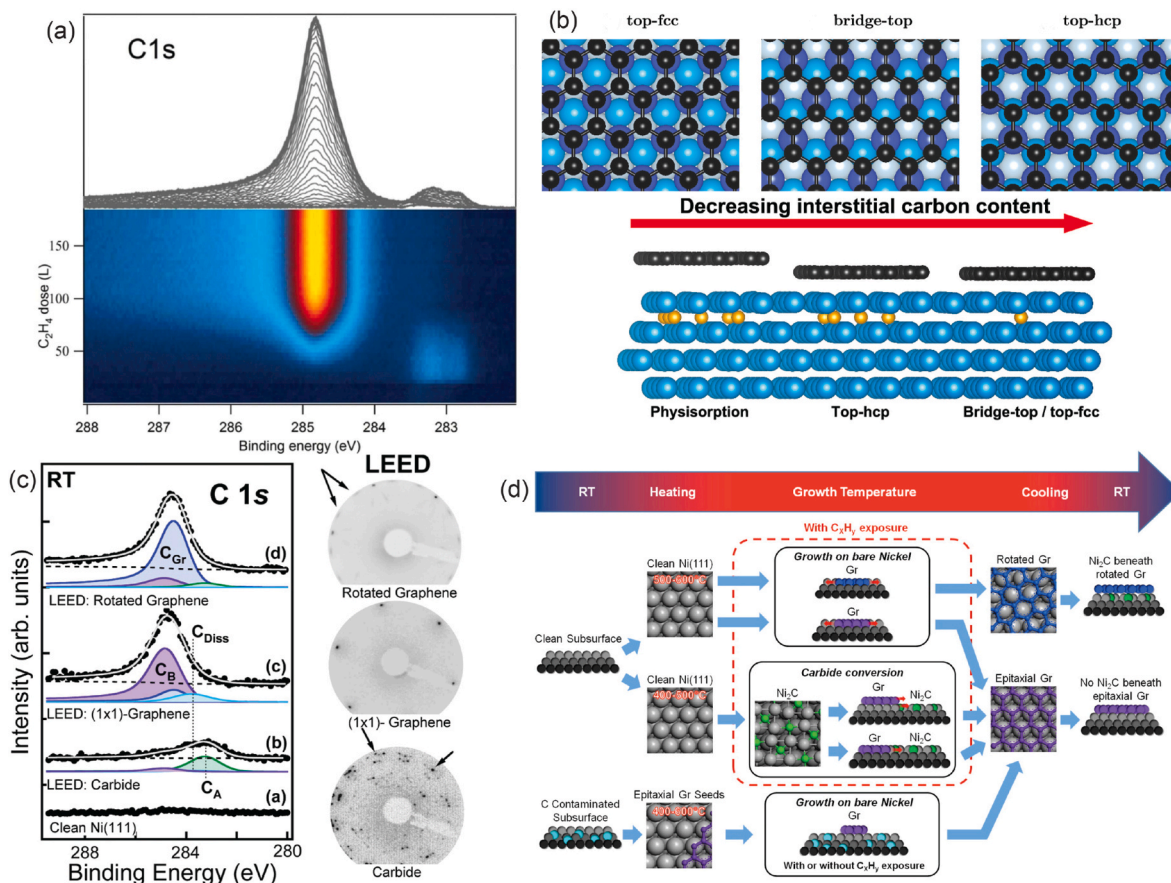 (a)
C1s
C₂H₄ dose (L)
150
100
50
288
287
286
285
284
283
Binding energy (eV)
(b)
top-fcc
bridge-top
top-hcp
Decreasing interstitial carbon content
Physisorption
Top-hcp
Bridge-top / top-fcc
(c)
RT
C 1s
Intensity (arb. units)
C_Gr
(d)
LEED: Rotated Graphene
C_Diss
C_B
(c)
LEED: (1x1)-Graphene
(b)
LEED: Carbide
C_A
(a)
Clean Ni(111)
288
284
280
Binding Energy (eV)
LEED
Rotated Graphene
(1x1)- Graphene
Carbide
(d)
RT
Heating
Growth Temperature
Cooling
RT
With CₓHᵧ exposure
Clean Ni(111)
500-600°C
Growth on bare Nickel
Gr
Gr
Rotated Gr
Ni₂C beneath
rotated Gr
Clean Subsurface
Clean Ni(111)
400-500°C
Carbide conversion
Ni₂C
Gr
Ni₂C
Gr
Ni₂C
Epitaxial Gr
No Ni₂C beneath
epitaxial Gr
C Contaminated
Subsurface
Epitaxial Gr Seeds
400-600°C
Growth on bare Nickel
Gr
With or without CₓHᵧ exposure